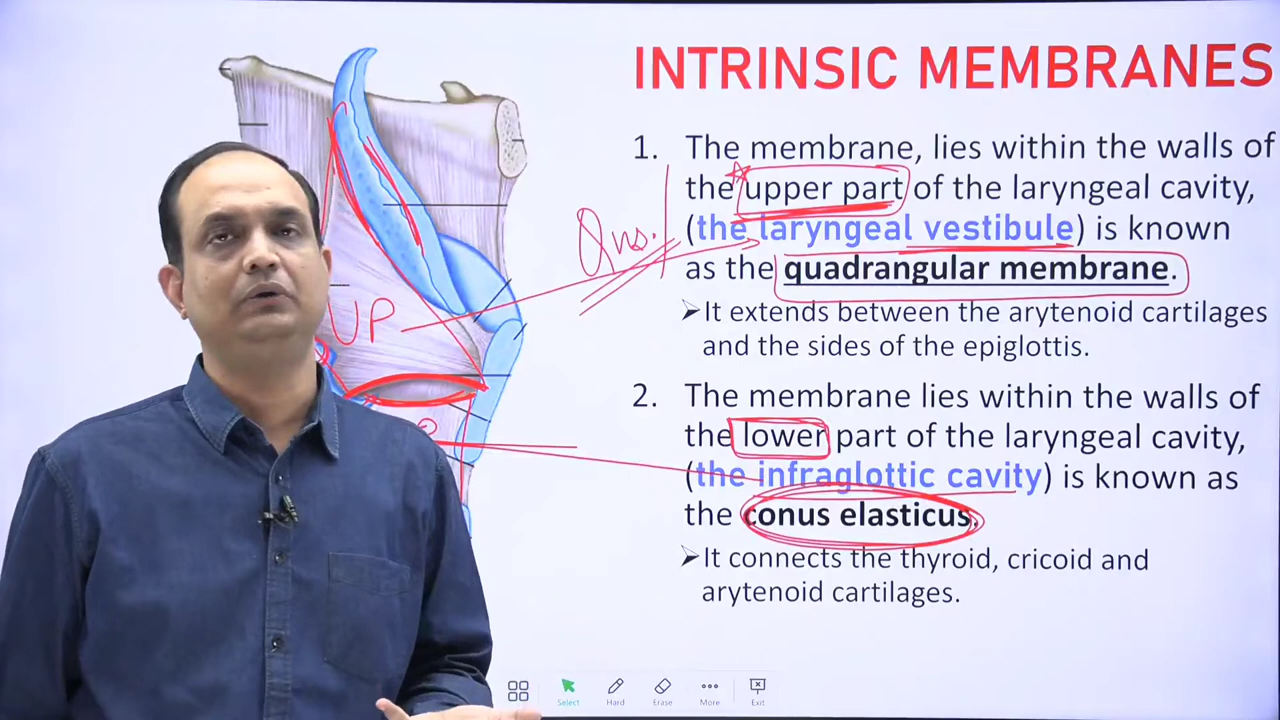 INTRINSIC MEMBRANES
1. The membrane, lies within the walls of
the upper part of the laryngeal cavity,
(the laryngeal vestibule) is known
as the quadrangular membrane.
➢It extends between the arytenoid cartilages
and the sides of the epiglottis.
2. The membrane lies within the walls of
the lower part of the laryngeal cavity,
(the infraglottic cavity) is known as
the conus elasticus.
➢It connects the thyroid, cricoid and
arytenoid cartilages.
Qns.
UP
Select
Hard
Erase
More
Exit